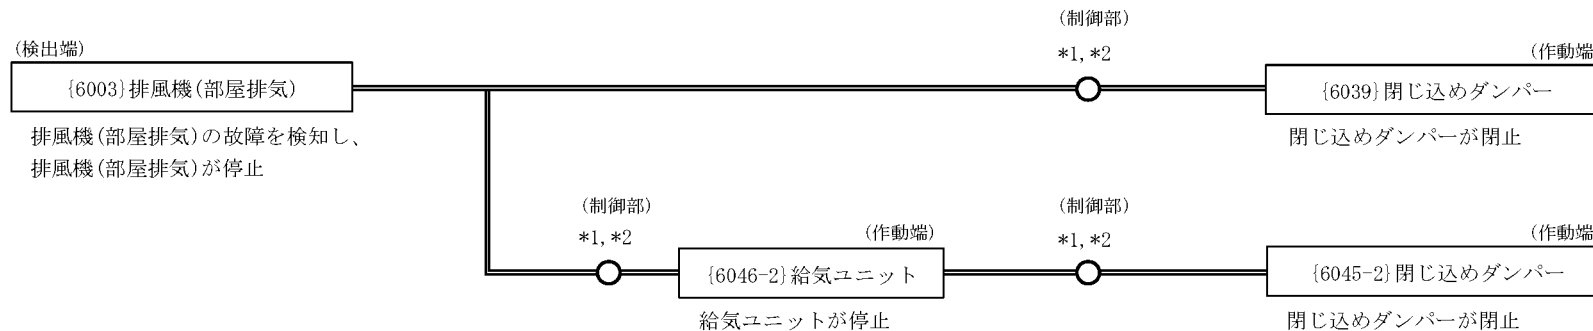 (制御部)
*1, *2
(検出端)
(作動端
{6003}排風機(部屋排気)
{6039}閉じ込めダンパー
排風機(部屋排気)の故障を検知し、
排風機(部屋排気)が停止
閉じ込めダンパーが閉止
(制御部)
*1, *2
(作動端)
(制御部)
*1, *2
(作動端
{6046-2}給気ユニット
{6045-2}閉じ込めダンパー
給気ユニットが停止
閉じ込めダンパーが閉止